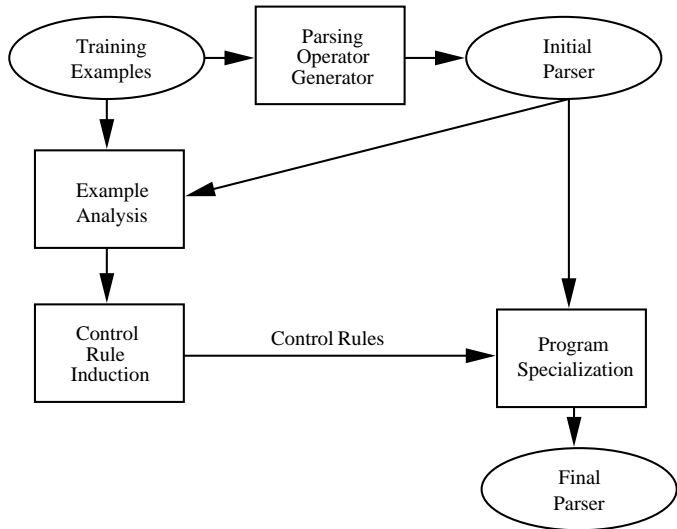 Training
Examples
Parsing
Operator
Generator
Initial
Parser
Example
Analysis
Control
Rule
Induction
Control Rules
Program
Specialization
Final
Parser